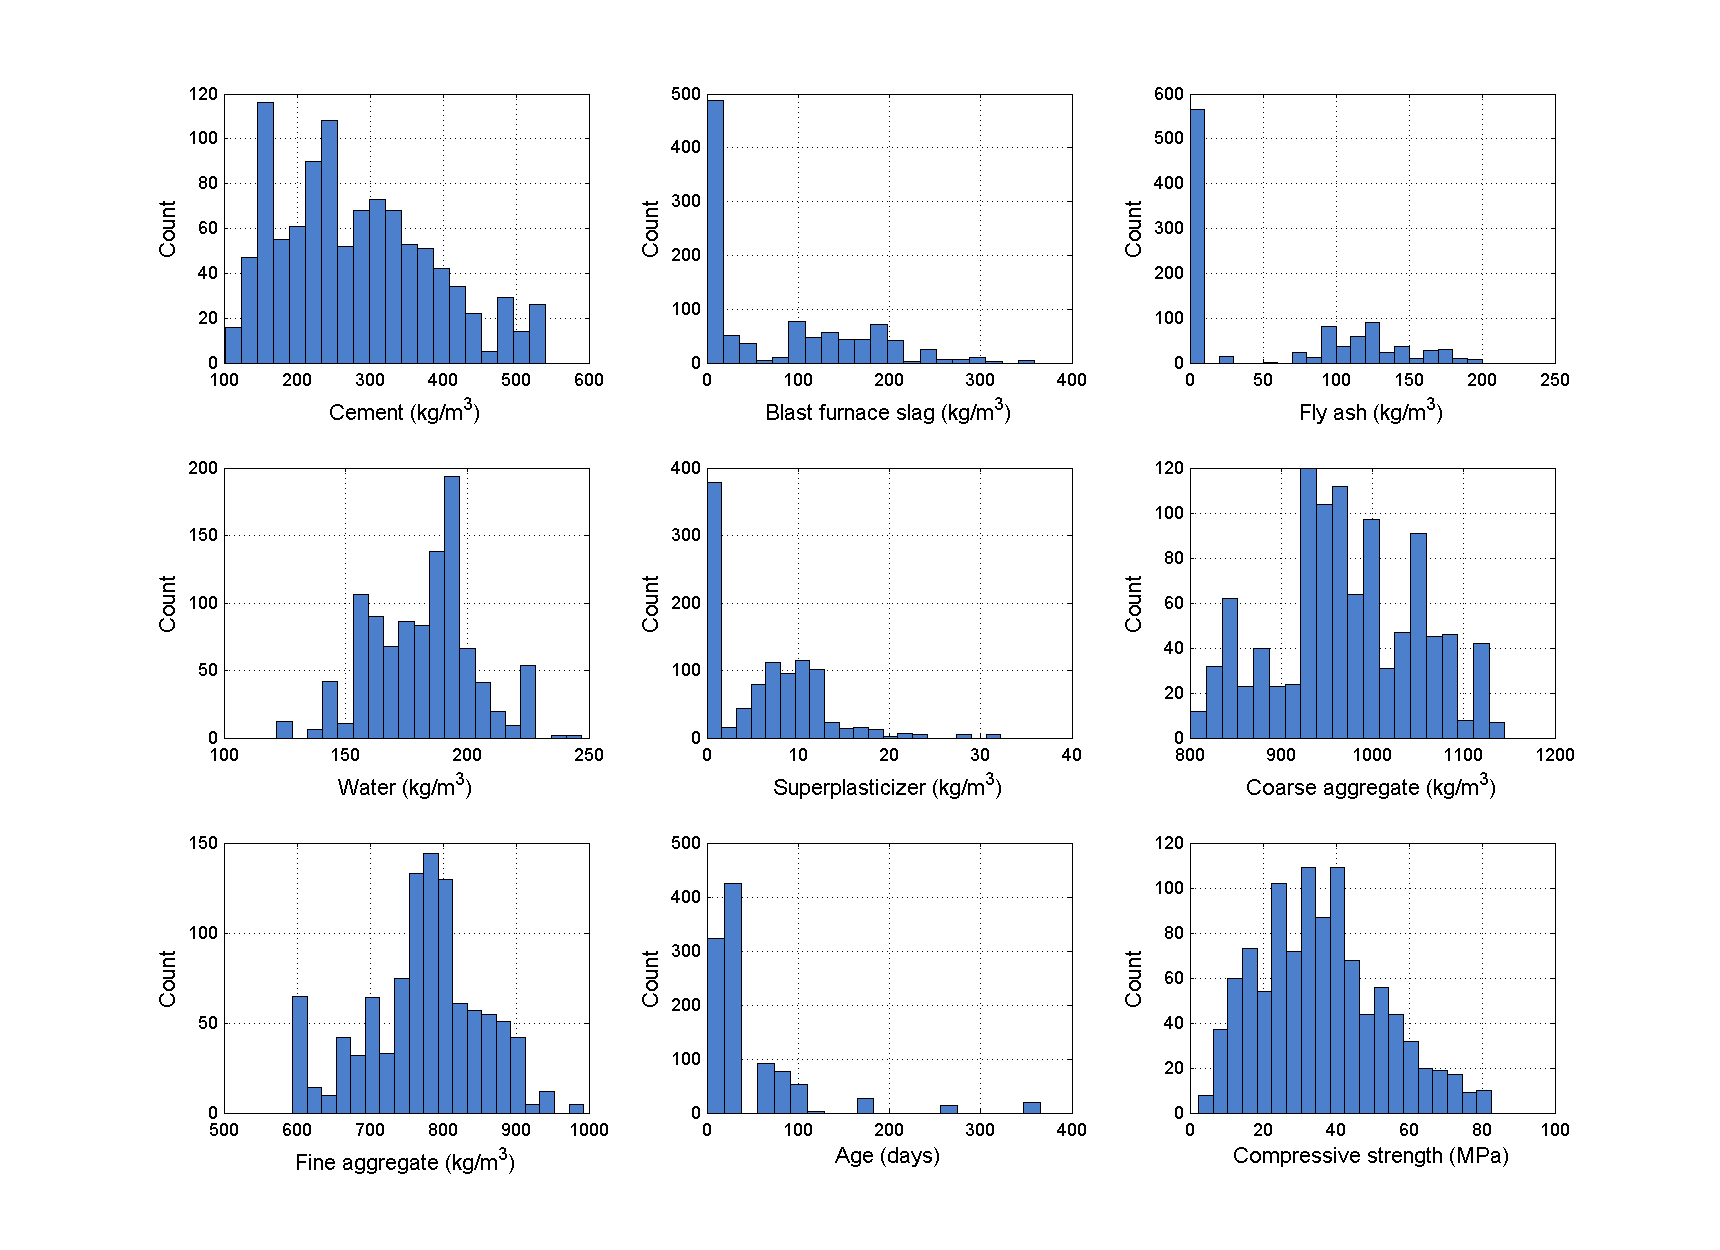 120
100
80
60
40
20
0
Count
100 200 300 400 500 600
Cement (kg/m³)
500
400
300
200
100
0
Count
0 100 200 300 400
Blast furnace slag (kg/m³)
600
500
400
300
200
100
0
Count
0 50 100 150 200 250
Fly ash (kg/m³)
200
150
100
50
0
Count
100 150 200 250
Water (kg/m³)
400
300
200
100
0
Count
0 10 20 30 40
Superplasticizer (kg/m³)
120
100
80
60
40
20
0
Count
800 900 1000 1100 1200
Coarse aggregate (kg/m³)
150
100
50
0
Count
500 600 700 800 900 1000
Fine aggregate (kg/m³)
500
400
300
200
100
0
Count
0 100 200 300 400
Age (days)
120
100
80
60
40
20
0
Count
0 20 40 60 80 100
Compressive strength (MPa)